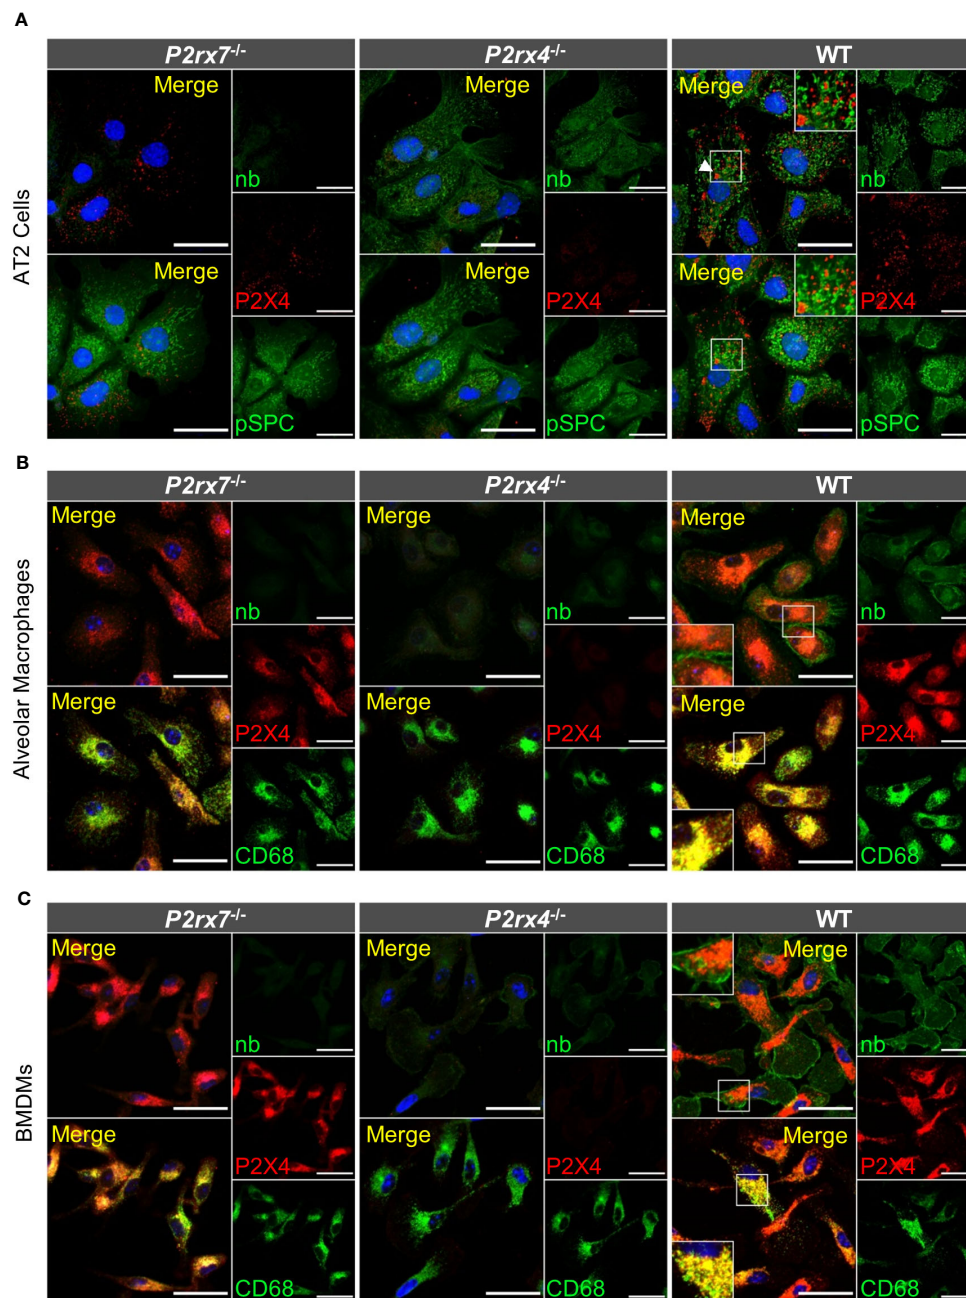 A
P2rx7-/-
P2rx4-/-
WT
AT2 Cells
Merge
nb
P2X4
Merge
pSPC
Merge
nb
P2X4
Merge
pSPC
Merge
nb
P2X4
Merge
pSPC
B
P2rx7-/-
P2rx4-/-
WT
Alveolar Macrophages
Merge
nb
P2X4
Merge
CD68
Merge
nb
P2X4
Merge
CD68
Merge
nb
P2X4
Merge
CD68
C
P2rx7-/-
P2rx4-/-
WT
BMDMs
Merge
nb
P2X4
Merge
CD68
Merge
nb
P2X4
Merge
CD68
Merge
nb
P2X4
Merge
CD68